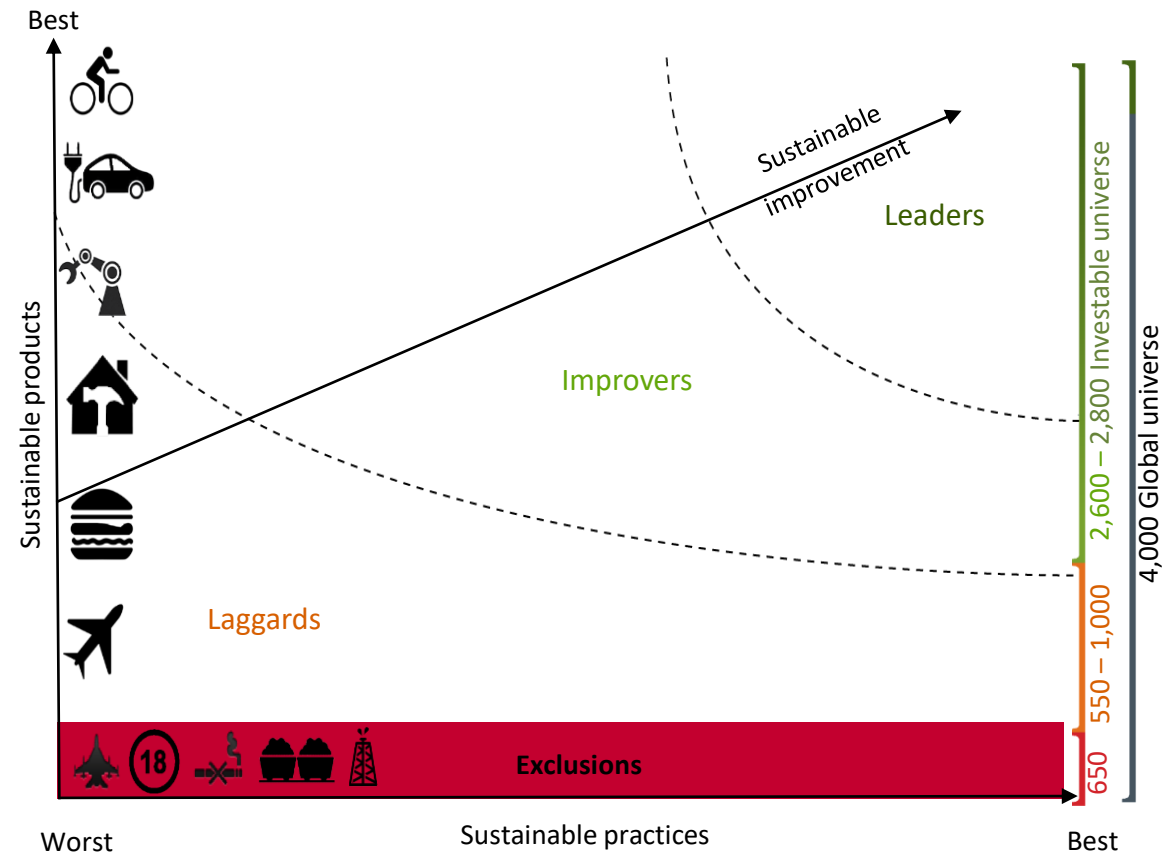 Best
Sustainable products
Sustainable
improvement
Leaders
Improvers
Laggards
18
Exclusions
2,600 – 2,800 Investable universe
550 – 1,000
650
4,000 Global universe
Worst
Sustainable practices
Best